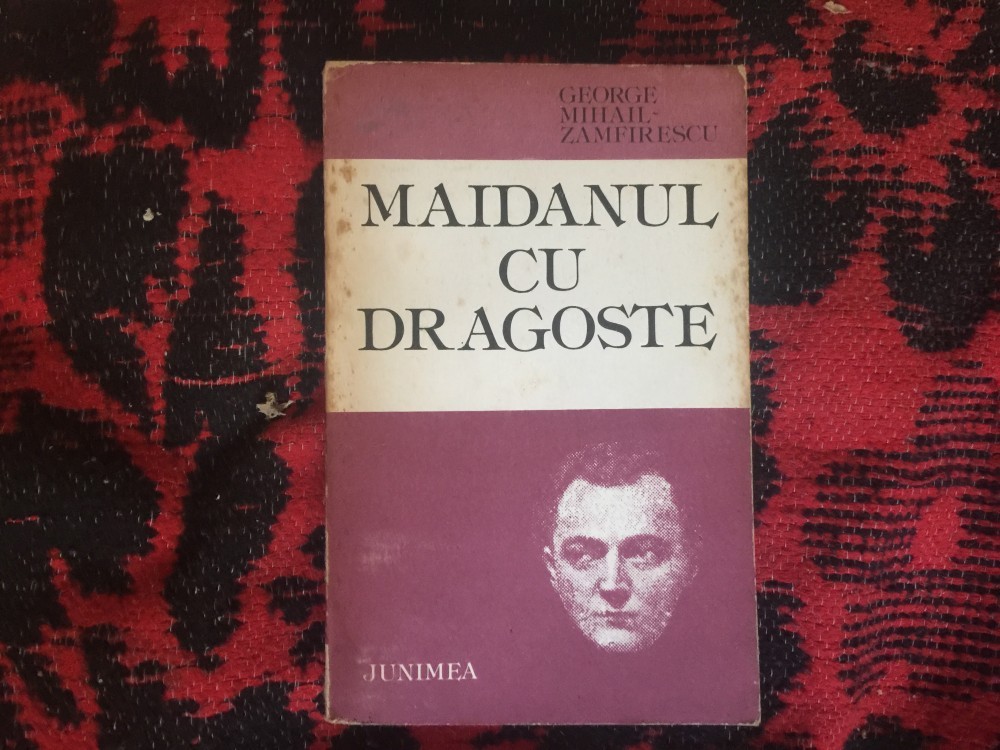 GEORGE
MIHAIL-
ZAMFIRESCU
MAIDANUL
CU
DRAGOSTE
JUNIMEA